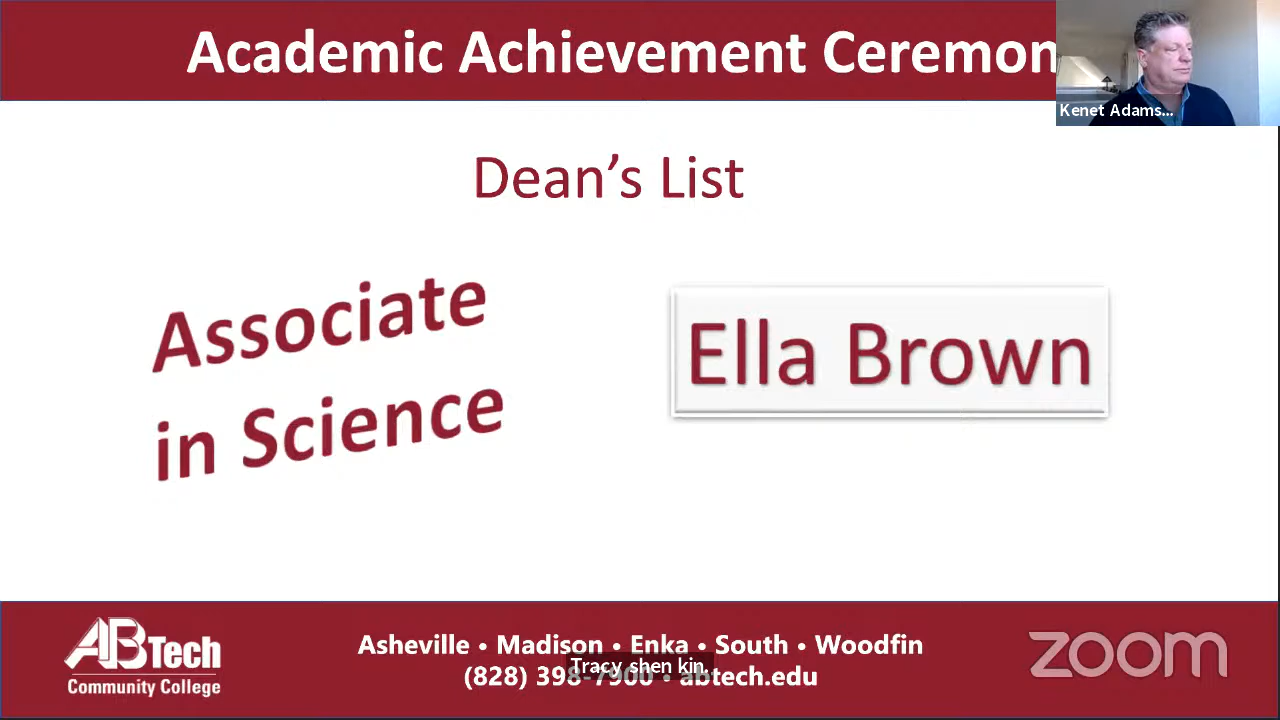 Academic Achievement Ceremon
Kenet Adams...
Dean's List
Associate
in Science
Ella Brown
AB Tech
Community College
Asheville • Madison • Enka • South • Woodfin
Tracy shen kin.
(828) 398-7900 • abtech.edu
zoom